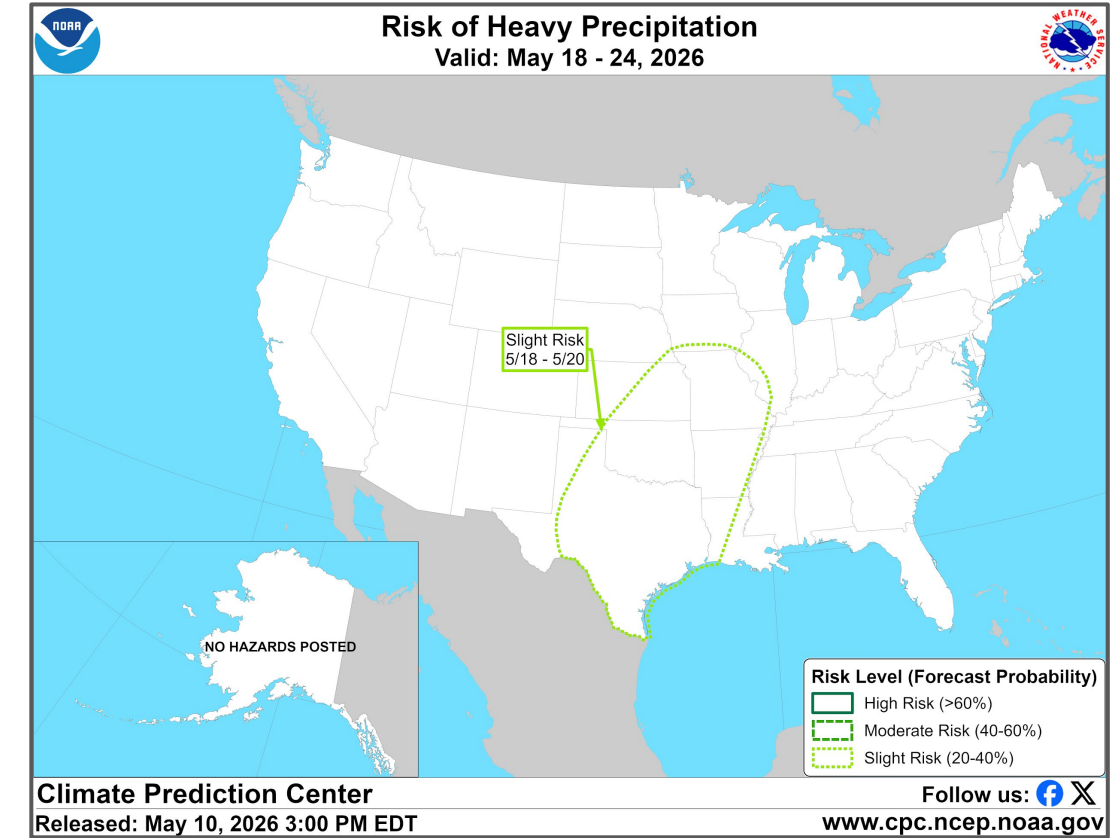 NOAA
Risk of Heavy Precipitation
Valid: May 18 - 24, 2026
NATIONAL WEATHER SERVICE
Slight Risk
5/18 - 5/20
NO HAZARDS POSTED
Risk Level (Forecast Probability)
High Risk (>60%)
Moderate Risk (40-60%)
Slight Risk (20-40%)
Climate Prediction Center
Follow us:
Released: May 10, 2026 3:00 PM EDT
www.cpc.ncep.noaa.gov